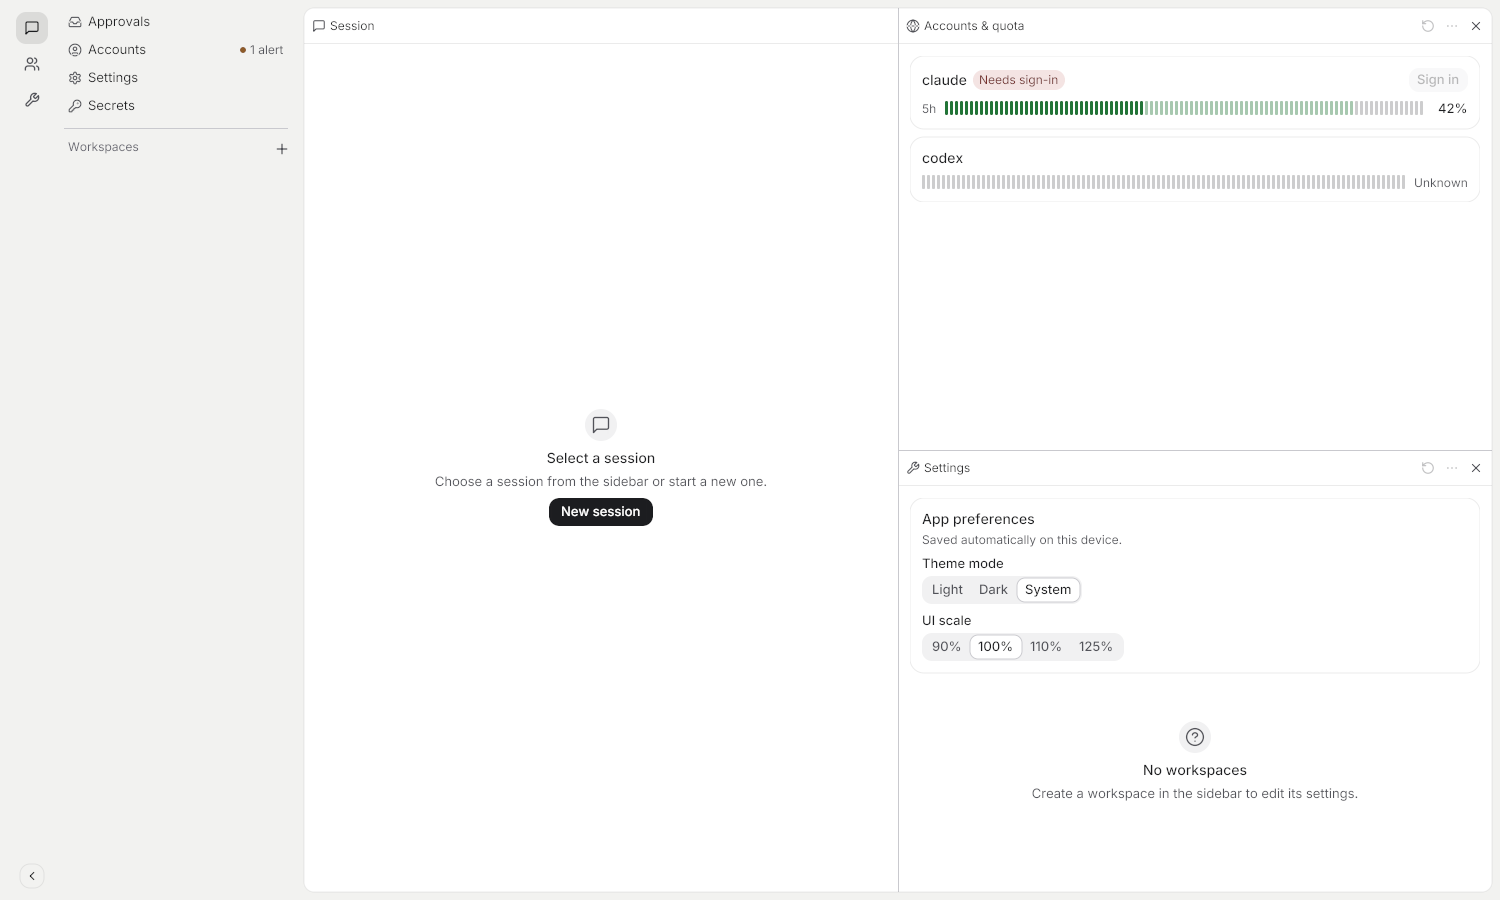 Approvals
Accounts
1 alert
Settings
Secrets
Workspaces
Session
Select a session
Choose a session from the sidebar or start a new one.
New session
Accounts & quota
claude
Needs sign-in
Sign in
5h
42%
codex
Unknown
Settings
App preferences
Saved automatically on this device.
Theme mode
Light Dark System
UI scale
90% 100% 110% 125%
No workspaces
Create a workspace in the sidebar to edit its settings.